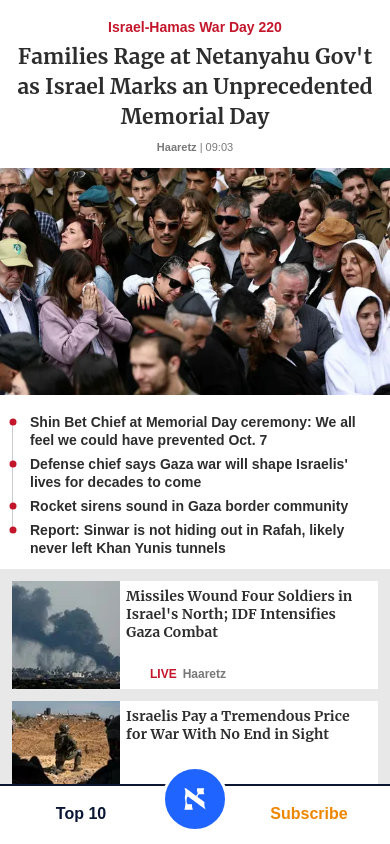 Israel-Hamas War Day 220
Families Rage at Netanyahu Gov't
as Israel Marks an Unprecedented
Memorial Day
Haaretz | 09:03
Shin Bet Chief at Memorial Day ceremony: We all
feel we could have prevented Oct. 7
Defense chief says Gaza war will shape Israelis'
lives for decades to come
Rocket sirens sound in Gaza border community
Report: Sinwar is not hiding out in Rafah, likely
never left Khan Yunis tunnels
Missiles Wound Four Soldiers in
Israel's North; IDF Intensifies
Gaza Combat
LIVE Haaretz
Israelis Pay a Tremendous Price
for War With No End in Sight
Top 10
א
Subscribe